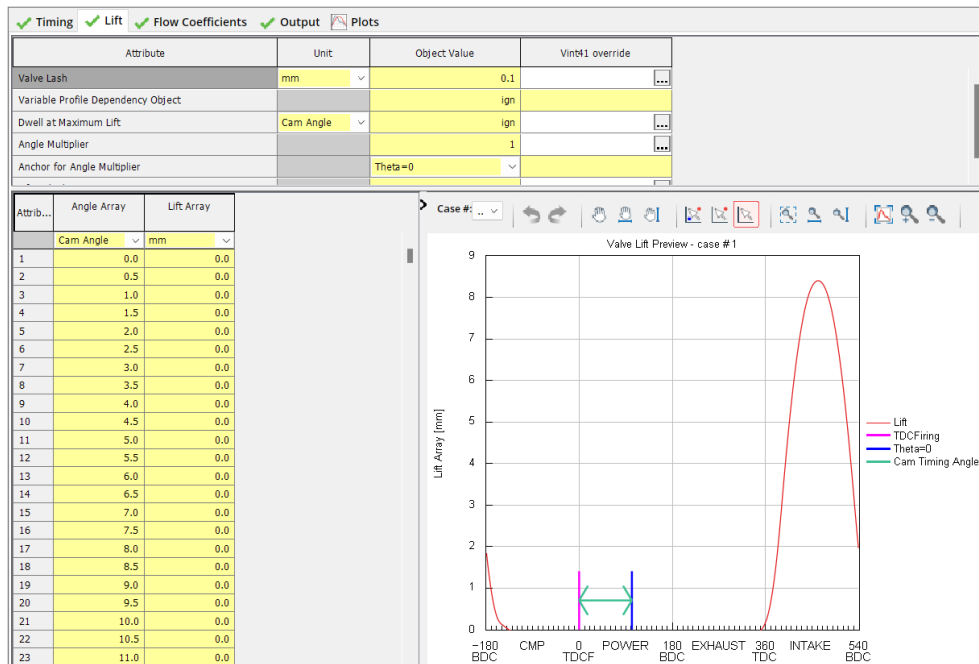 Timing Lift Flow Coefficients Output Plots
Attribute Unit Object Value Vint41 override
Valve Lash mm 0.1 ...
Variable Profile Dependency Object ign
Dwell at Maximum Lift Cam Angle ign ...
Angle Multiplier 1 ...
Anchor for Angle Multiplier Theta=0
Attrib... Angle Array Lift Array
Cam Angle mm
1 0.0 0.0
2 0.5 0.0
3 1.0 0.0
4 1.5 0.0
5 2.0 0.0
6 2.5 0.0
7 3.0 0.0
8 3.5 0.0
9 4.0 0.0
10 4.5 0.0
11 5.0 0.0
12 5.5 0.0
13 6.0 0.0
14 6.5 0.0
15 7.0 0.0
16 7.5 0.0
17 8.0 0.0
18 8.5 0.0
19 9.0 0.0
20 9.5 0.0
21 10.0 0.0
22 10.5 0.0
23 11.0 0.0
Case #: ..
Valve Lift Preview - case # 1
Lift Array [mm]
9
8
7
6
5
4
3
2
1
0
-180 CMP 0 POWER 180 EXHAUST 360 INTAKE 540
BDC TDCF BDC TDC BDC
Lift
TDCFiring
Theta=0
Cam Timing Angle